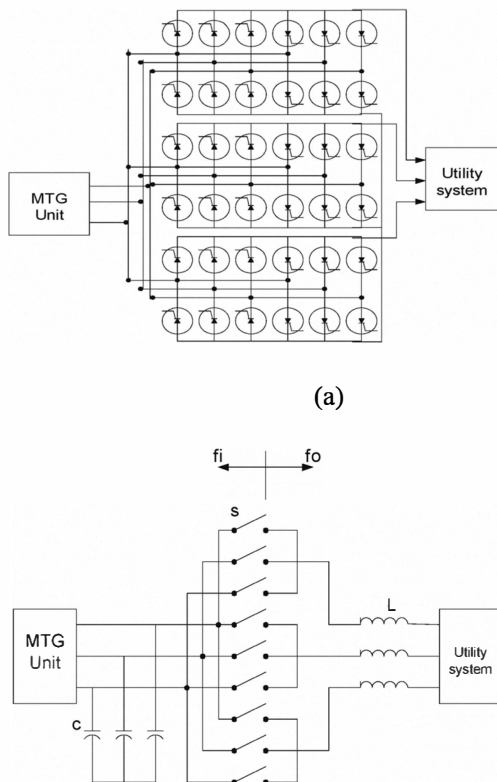 MTG
Unit
Utility
system
(a)
fi
fo
s
MTG
Unit
L
Utility
system
c